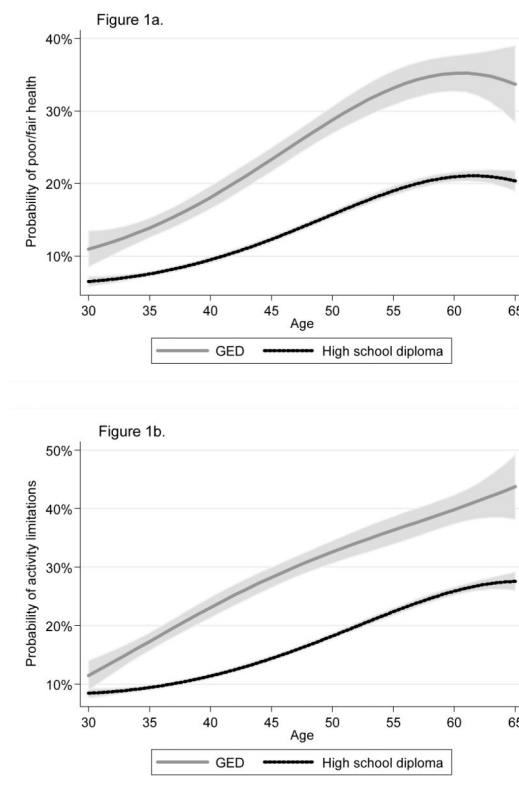 Figure 1a.
40%
30%
20%
10%
Probability of poor/fair health
30 35 40 45 50 55 60 65
Age
GED High school diploma
Figure 1b.
50%
40%
30%
20%
10%
Probability of activity limitations
30 35 40 45 50 55 60 65
Age
GED High school diploma